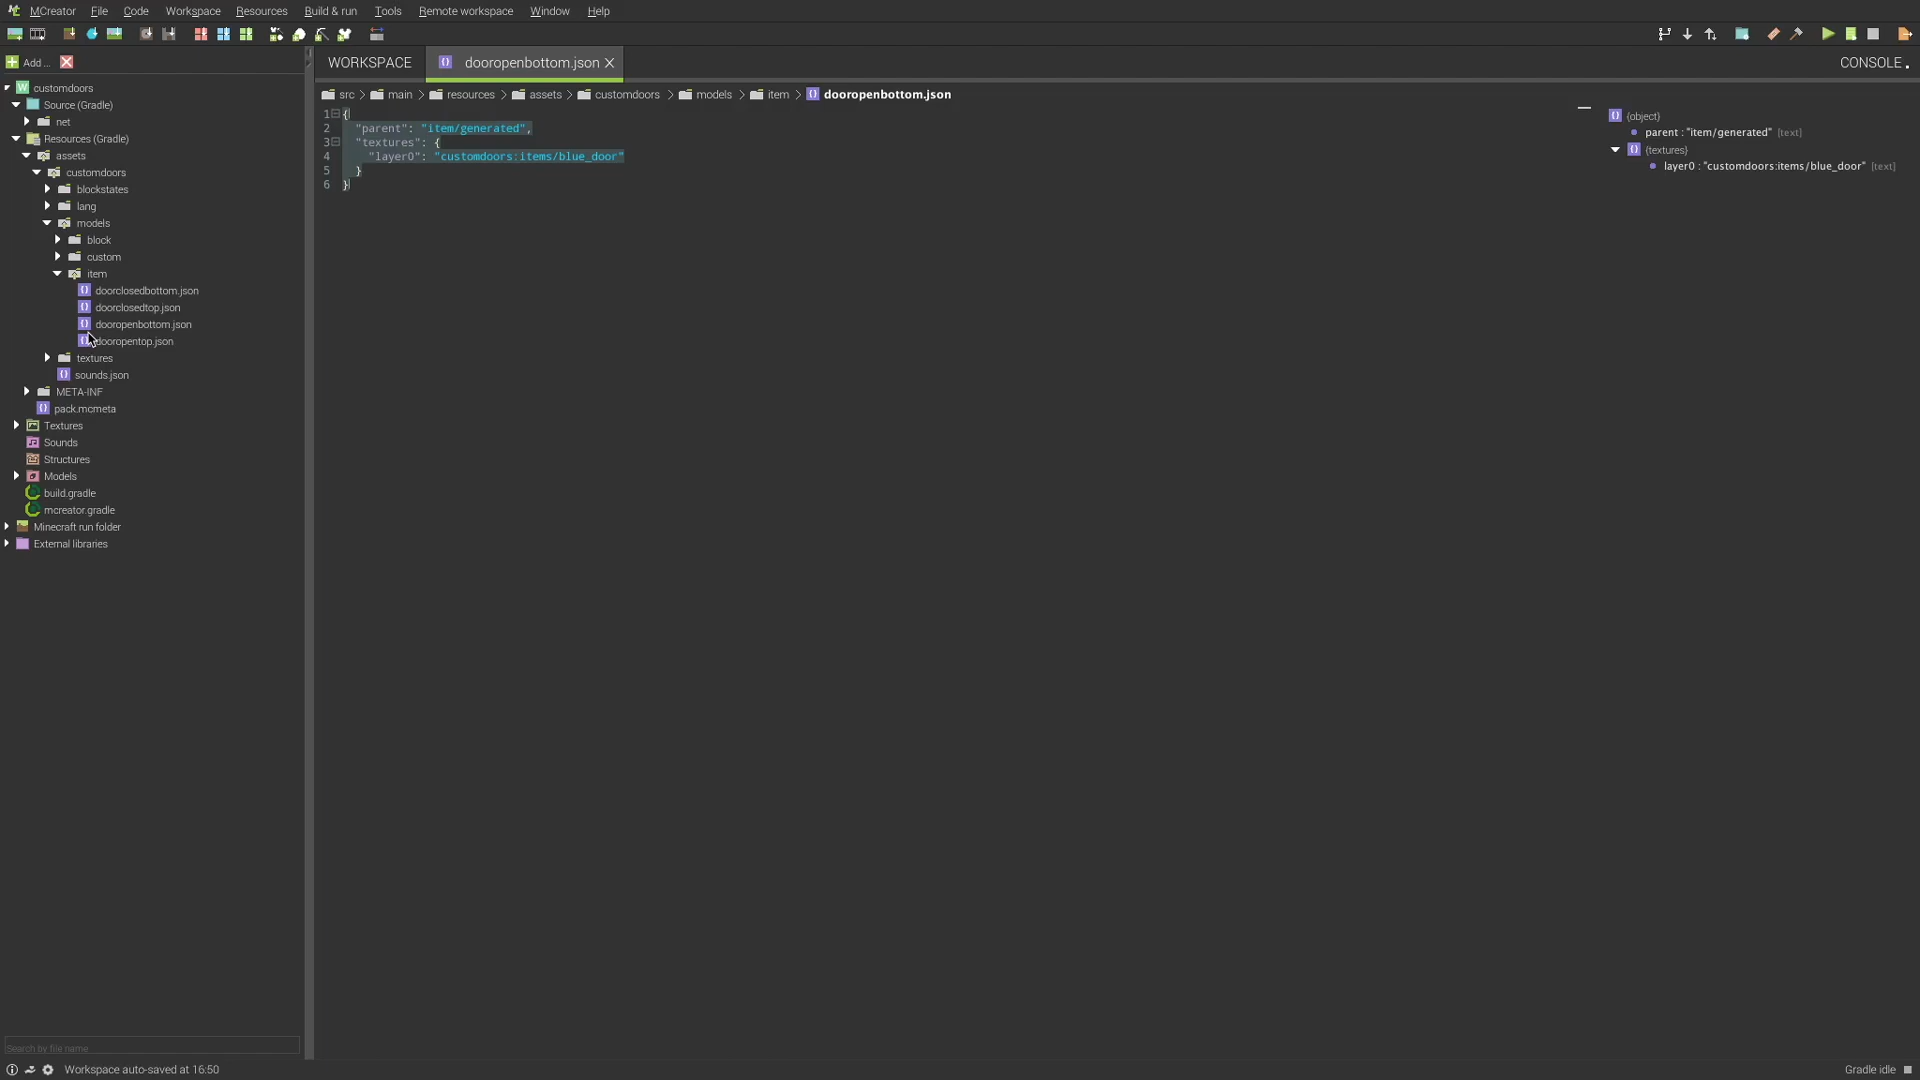 MCreator File Code Workspace Resources Build & run Tools Remote workspace Window Help
Add...
WORKSPACE dooropenbottom.json CONSOLE
src > main > resources > assets > customdoors > models > item > dooropenbottom.json
customdoors
Source (Gradle)
net
Resources (Gradle)
assets
customdoors
blockstates
lang
models
block
custom
item
doorclosedbottom.json
doorclosedtop.json
dooropenbottom.json
dooropentop.json
textures
sounds.json
META-INF
pack.mcmeta
Textures
Sounds
Structures
Models
build.gradle
mcreator.gradle
Minecraft run folder
External libraries
1 {
2 "parent": "item/generated",
3 "textures": {
4 "layer0": "customdoors:items/blue_door"
5 }
6 }
{object}
parent : "item/generated" [text]
{textures}
layer0 : "customdoors:items/blue_door" [text]
Search by file name
Workspace auto-saved at 16:50
Gradle idle